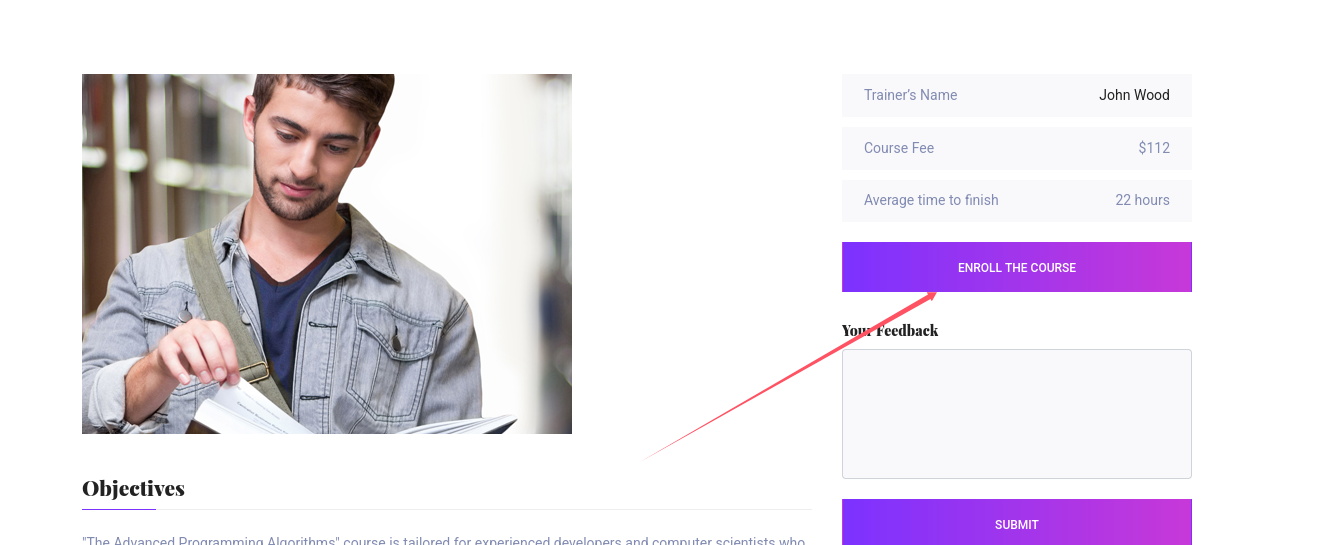 Trainer's Name John Wood
Course Fee $112
Average time to finish 22 hours
ENROLL THE COURSE
Your Feedback
SUBMIT
Objectives
"The Advanced Programming Algorithms" course is tailored for experienced developers and computer scientists who